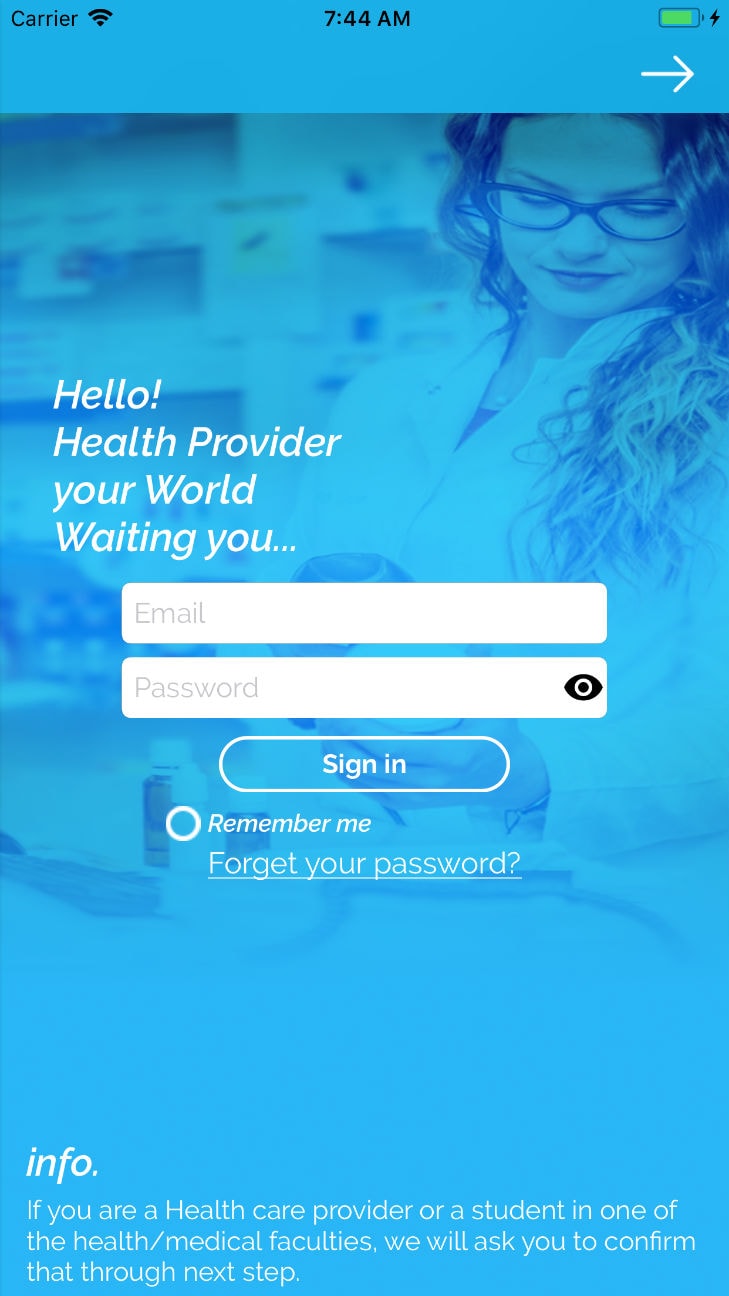 Carrier 7:44 AM
Hello!
Health Provider
your World
Waiting you...
Email
Password
Sign in
Remember me
Forget your password?
info.
If you are a Health care provider or a student in one of
the health/medical faculties, we will ask you to confirm
that through next step.